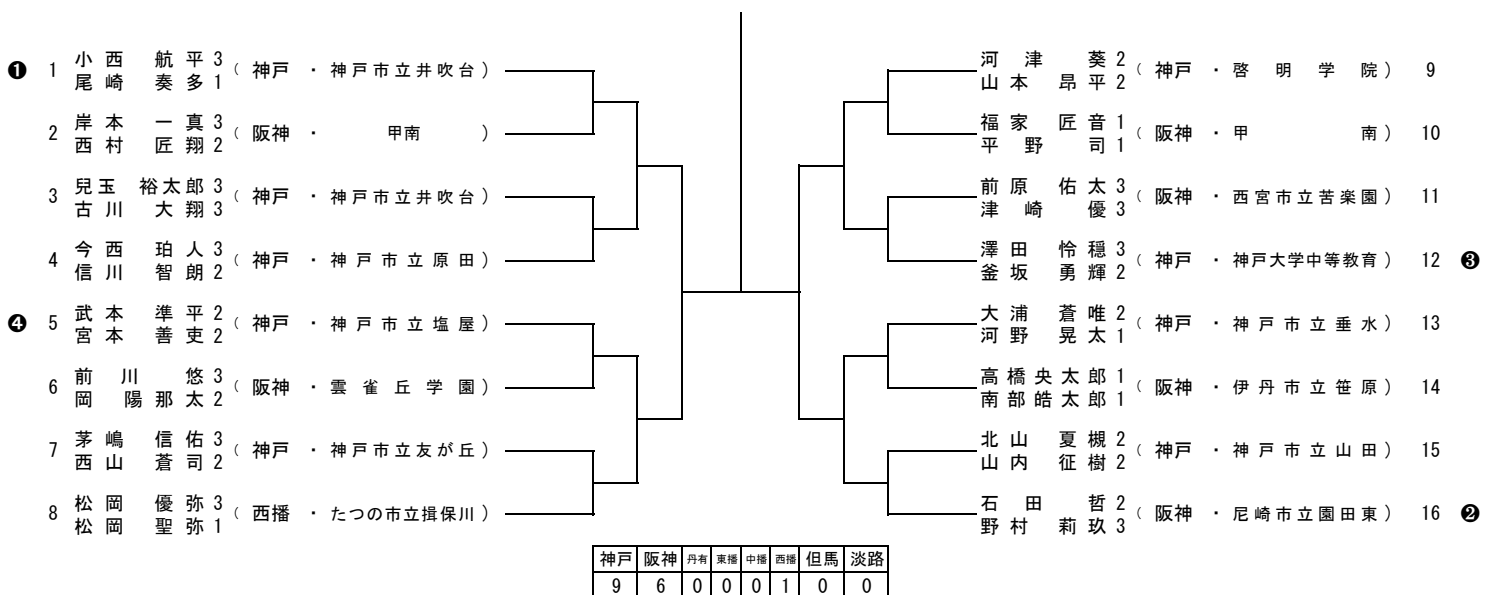 小西 航平 3
❶ 1 (神戸 ・ 神戸市立井吹台)
尾崎 奏多 1
岸本 一真 3
2 (阪神 ・ 甲南)
西村 匠翔 2
兒玉 裕太郎 3
3 (神戸 ・ 神戸市立井吹台)
古川 大翔 3
今西 珀人 3
4 (神戸 ・ 神戸市立原田)
信川 智朗 2
武本 準平 2
❹ 5 (神戸 ・ 神戸市立塩屋)
宮本 善吏 2
前川 悠 3
6 (阪神 ・ 雲雀丘学園)
岡 陽那太 2
茅嶋 信佑 3
7 (神戸 ・ 神戸市立友が丘)
西山 蒼司 2
松岡 優弥 3
8 (西播 ・ たつの市立揖保川)
松岡 聖弥 1
河津 葵 2
(神戸 ・ 啓明学院) 9
山本 昂平 2
福家 匠音 1
(阪神 ・ 甲南) 10
平野 司 1
前原 佑太 3
(阪神 ・ 西宮市立苦楽園) 11
津崎 優 3
澤田 怜穏 3
(神戸 ・ 神戸大学中等教育) 12 ❸
釜坂 勇輝 2
大浦 蒼唯 2
(神戸 ・ 神戸市立垂水) 13
河野 晃太 1
高橋央太郎 1
(阪神 ・ 伊丹市立笹原) 14
南部皓太郎 1
北山 夏槻 2
(神戸 ・ 神戸市立山田) 15
山内 征樹 2
石田 哲 2
(阪神 ・ 尼崎市立園田東) 16 ❷
野村 莉玖 3
神戸 阪神 丹有 東播 中播 西播 但馬 淡路
9 6 0 0 0 1 0 0